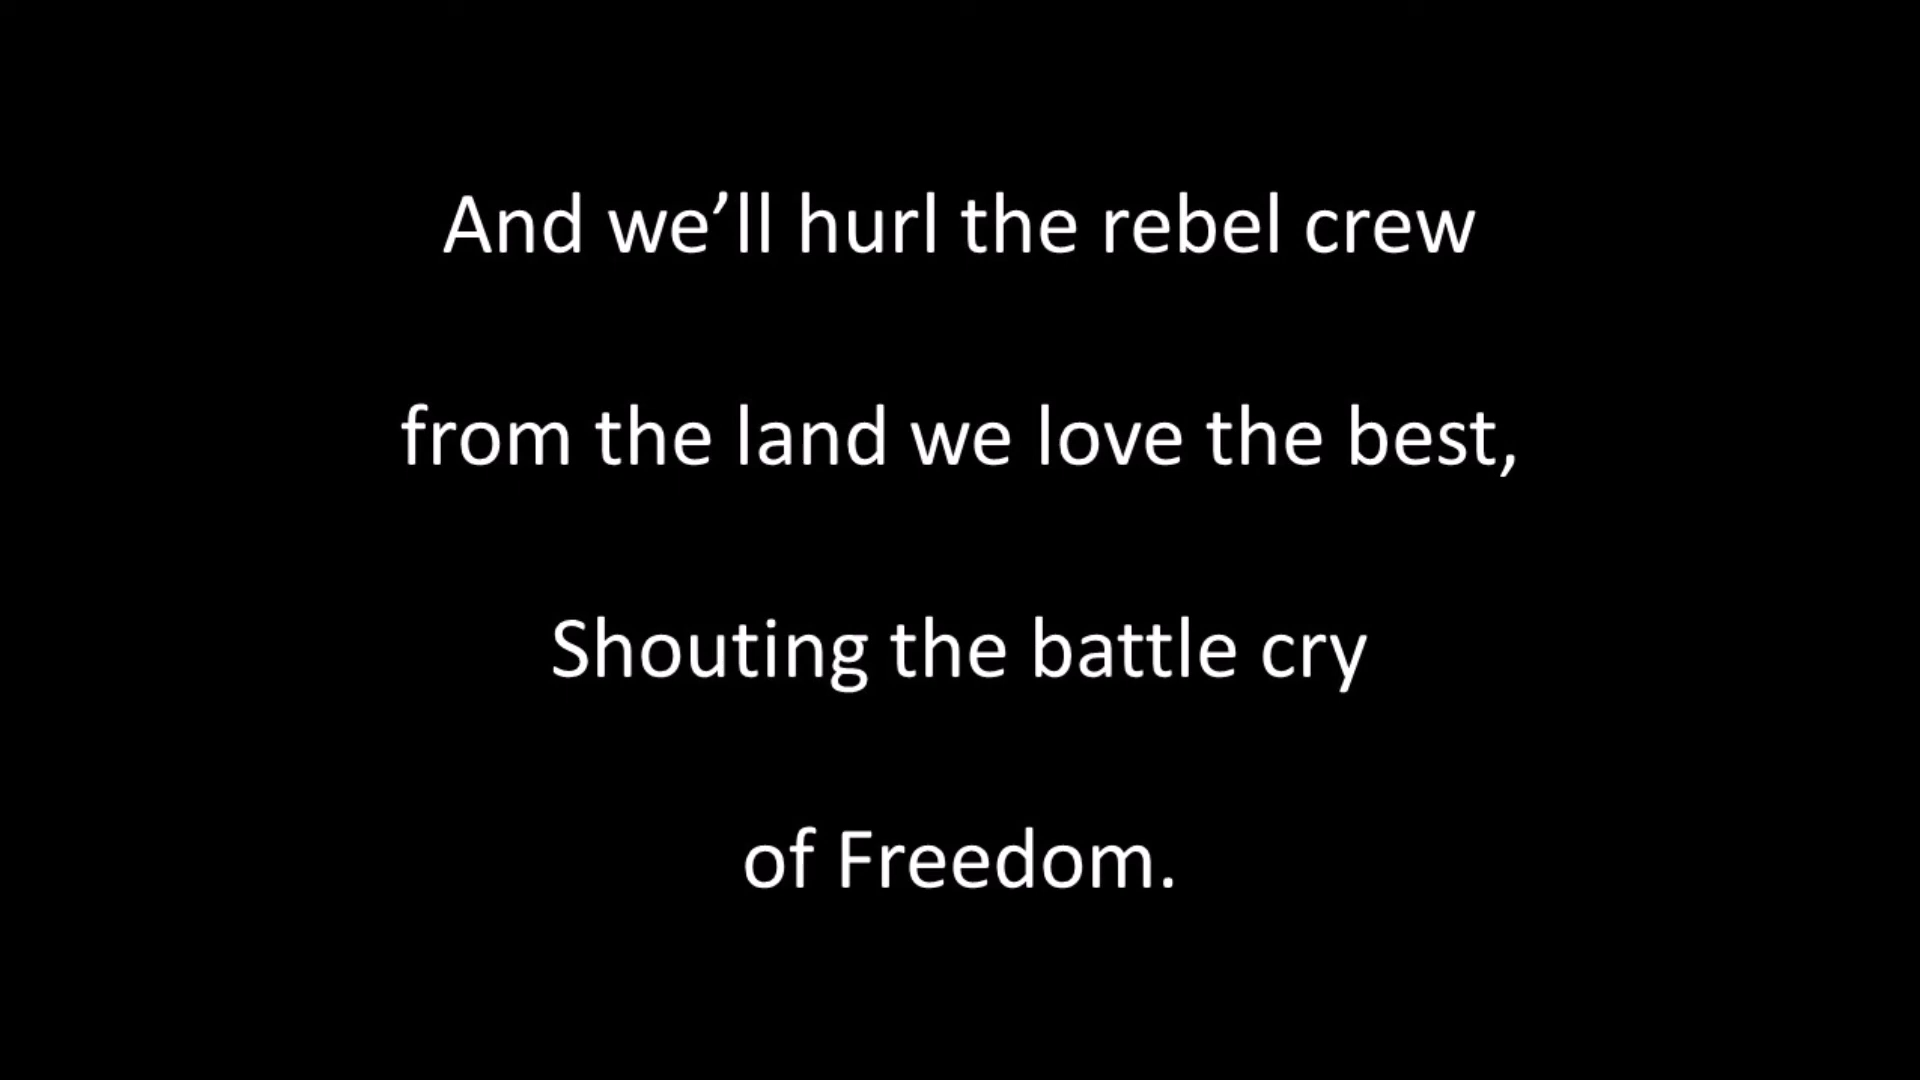 And we’ll hurl the rebel crew
from the land we love the best,
Shouting the battle cry
of Freedom.